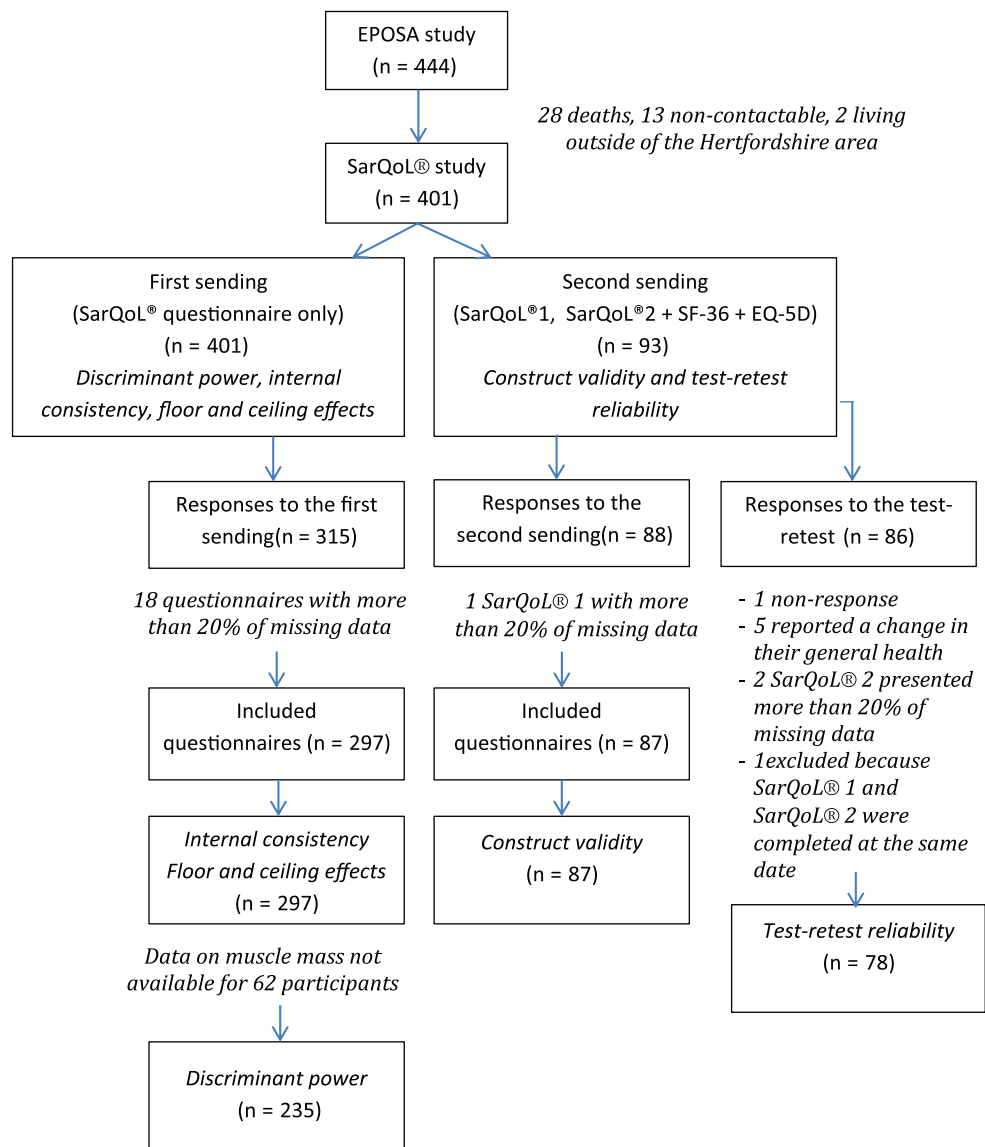 EPOSA study
(n = 444)
28 deaths, 13 non-contactable, 2 living
outside of the Hertfordshire area
SarQoL® study
(n = 401)
First sending
(SarQoL® questionnaire only)
(n = 401)
Discriminant power, internal
consistency, floor and ceiling effects
Second sending
(SarQoL®1, SarQoL®2 + SF-36 + EQ-5D)
(n = 93)
Construct validity and test-retest
reliability
Responses to the first
sending(n = 315)
Responses to the
second sending(n = 88)
Responses to the test-
retest (n = 86)
18 questionnaires with more
than 20% of missing data
1 SarQoL® 1 with more
than 20% of missing data
- 1 non-response
- 5 reported a change in
their general health
- 2 SarQoL® 2 presented
more than 20% of
missing data
- 1excluded because
SarQoL® 1 and
SarQoL® 2 were
completed at the same
date
Included
questionnaires (n = 297)
Included
questionnaires (n = 87)
Internal consistency
Floor and ceiling effects
(n = 297)
Construct validity
(n = 87)
Test-retest reliability
(n = 78)
Data on muscle mass not
available for 62 participants
Discriminant power
(n = 235)